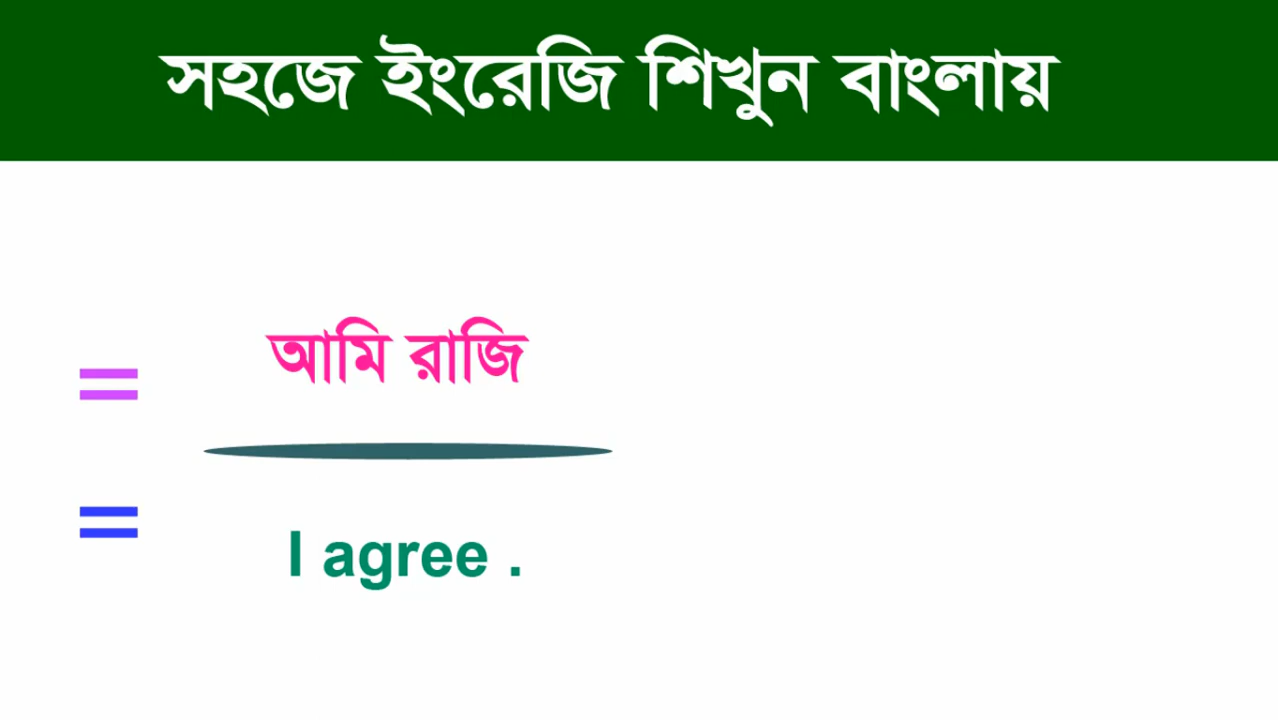 সহজে ইংরেজি শিখুন বাংলায়
= আমি রাজি
= I agree .